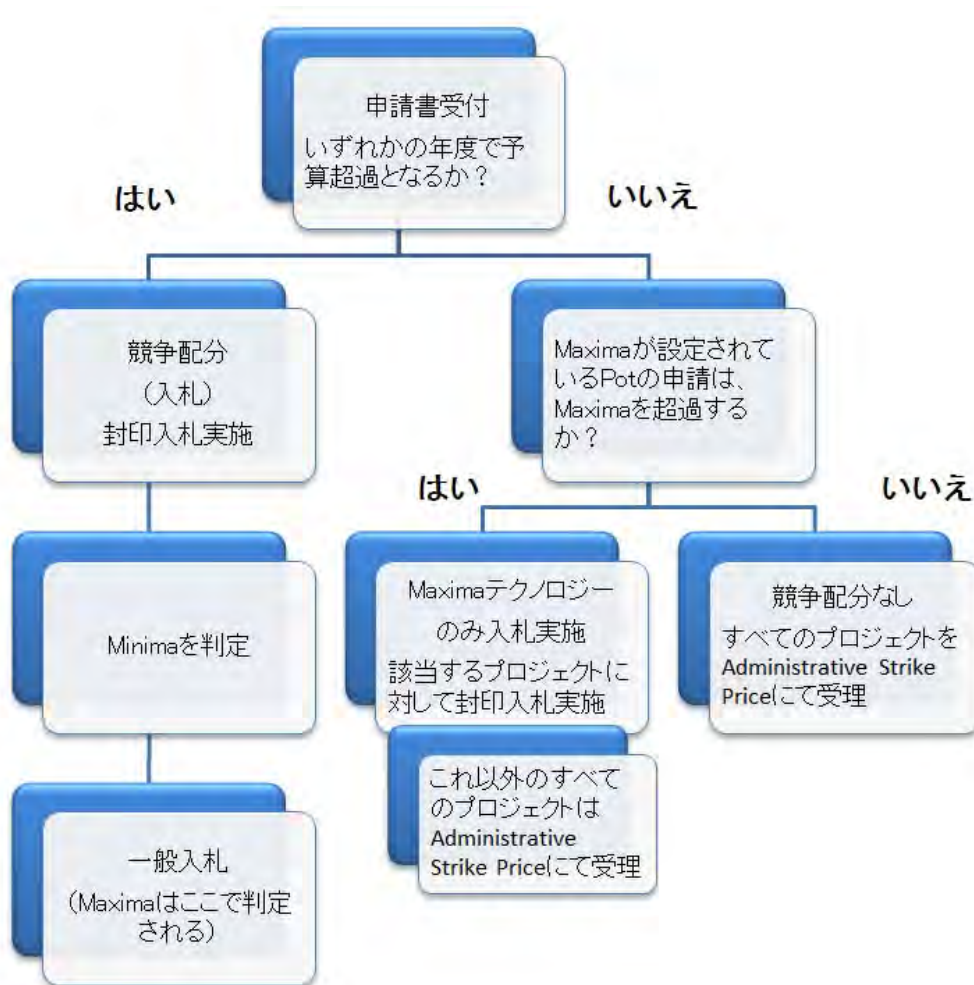 申請書受付
いずれかの年度で予
算超過となるか？
はい
いいえ
競争配分
（入札）
封印入札実施
Maximaが設定されて
いるPotの申請は、
Maximaを超過する
か？
はい
いいえ
Minimaを判定
Maximaテクノロジー
のみ入札実施
該当するプロジェクトに
対して封印入札実施
競争配分なし
すべてのプロジェクトを
Administrative Strike
Priceにて受理
これ以外のすべて
のプロジェクトは
Administrative
Strike Priceにて受理
一般入札
（Maximaはここで判定
される）